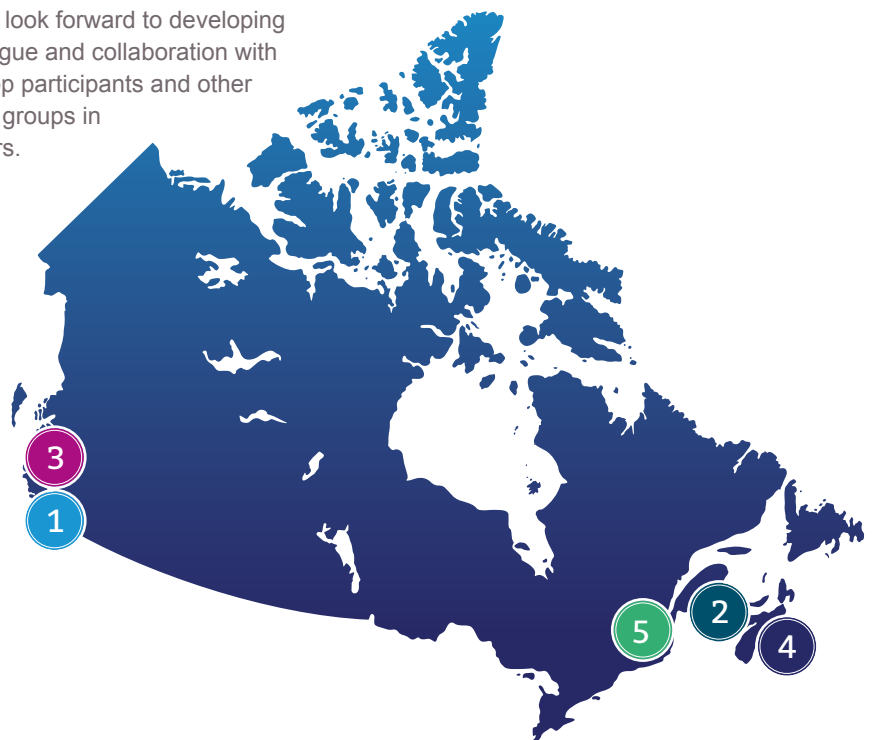 look forward to developing
gue and collaboration with
op participants and other
groups in
rs.
3
1
5
2
4